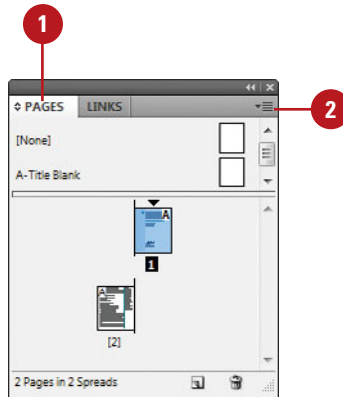 1
PAGES LINKS
2
[None]
A-Title Blank
A
1
A
[2]
2 Pages in 2 Spreads